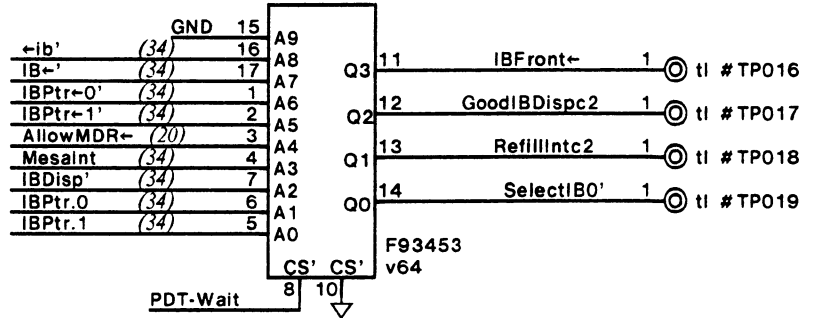 GND 15 A9
←ib' (34) 16 A8
IB←' (34) 17 A7
IBPtr←0' (34) 1 A6
IBPtr←1' (34) 2 A5
AllowMDR← (20) 3 A4
MesaInt (34) 4 A3
IBDisp' (34) 7 A2
IBPtr.0 (34) 6 A1
IBPtr.1 (34) 5 A0
Q3 11 IBFront← 1 tl #TP016
Q2 12 GoodIBDispc2 1 tl #TP017
Q1 13 RefillIntc2 1 tl #TP018
Q0 14 SelectIB0' 1 tl #TP019
F93453
v64
CS' CS'
8 10
PDT-Wait